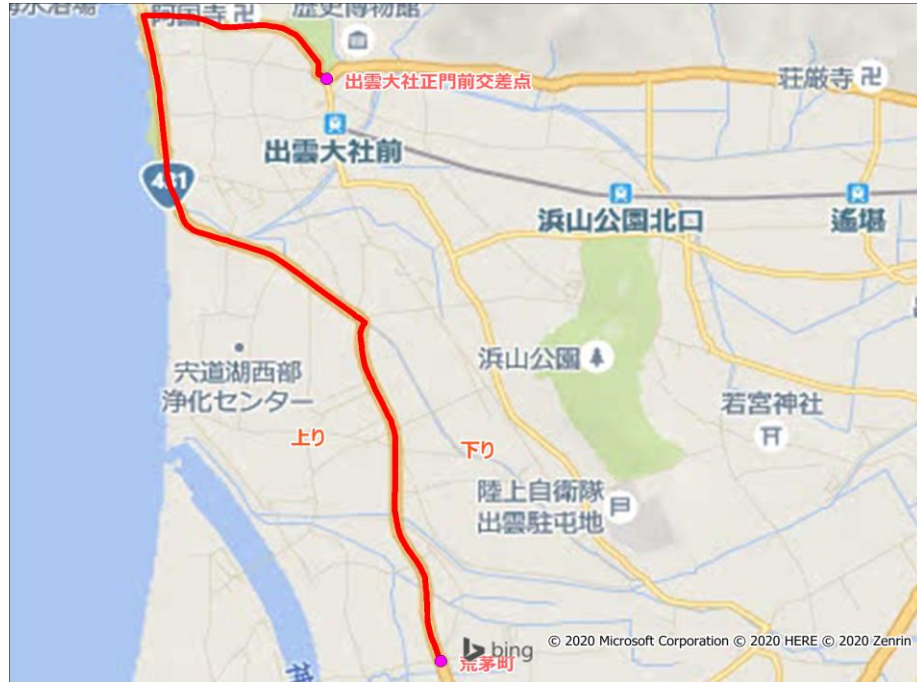 阿国寺卍
歴史博物館
出雲大社正門前交差点
荘厳寺卍
出雲大社前
431
浜山公園北口
遙堪
浜山公園
宍道湖西部
浄化センター
若宮神社
上り
下り
陸上自衛隊
出雲駐屯地
bing
© 2020 Microsoft Corporation © 2020 HERE © 2020 Zenrin
荒茅町